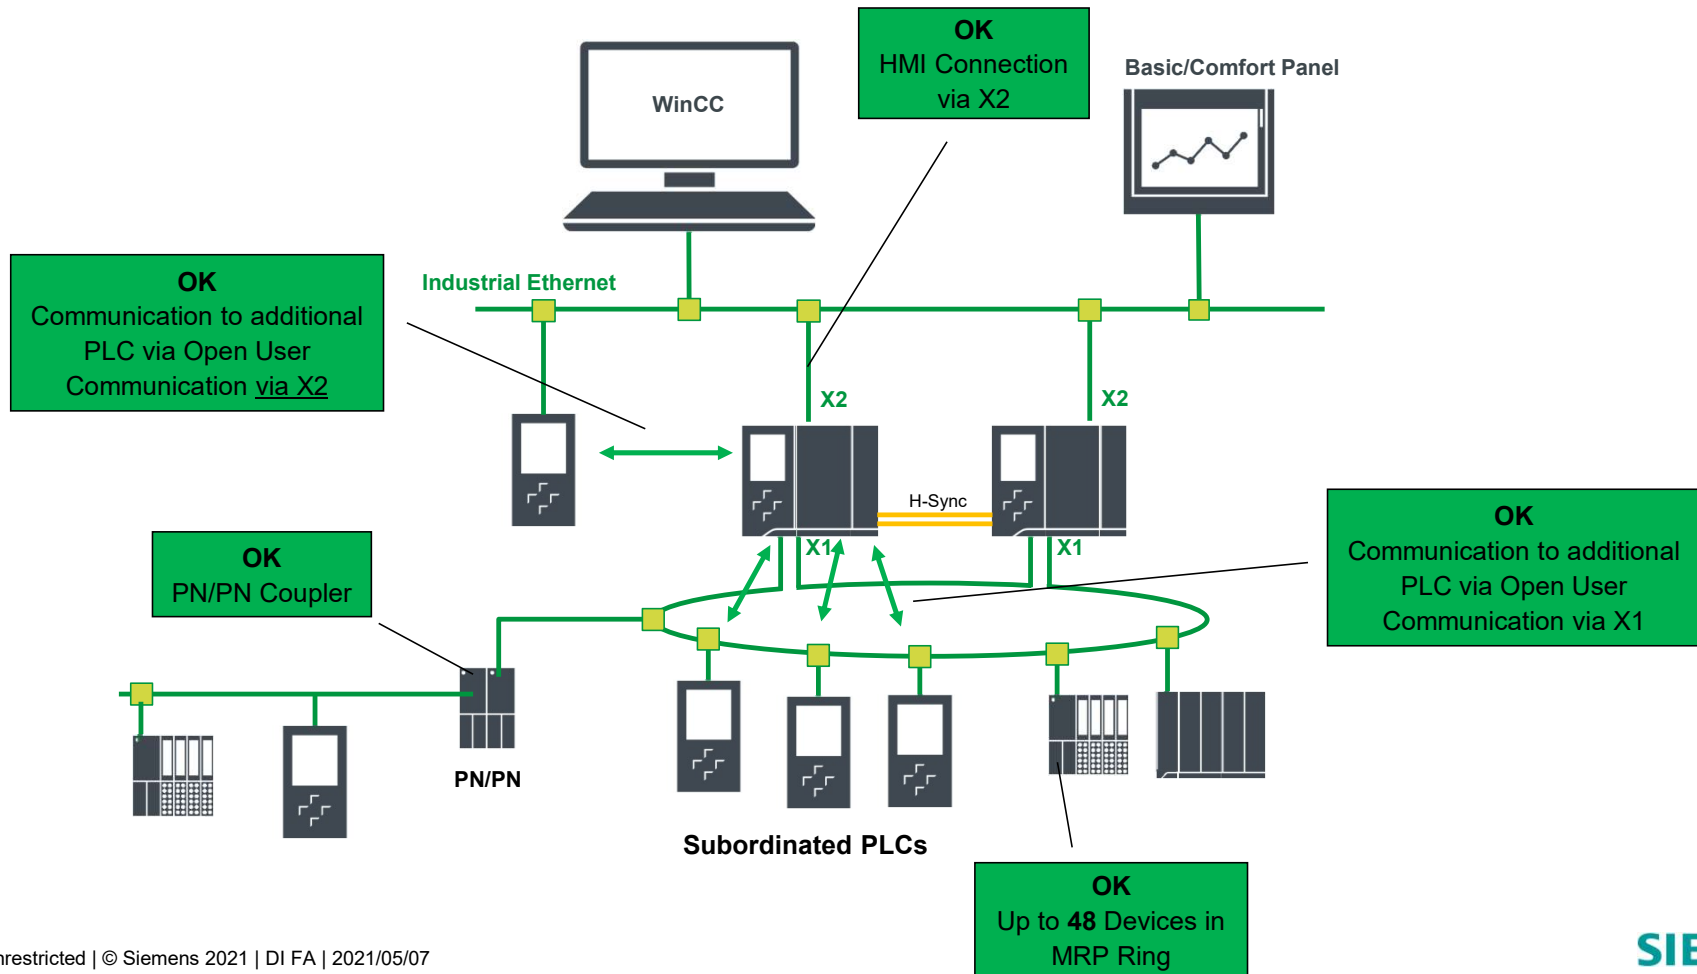 OK
HMI Connection
via X2
Basic/Comfort Panel
WinCC
OK
Communication to additional
PLC via Open User
Communication via X2
Industrial Ethernet
X2
X2
H-Sync
OK
Communication to additional
PLC via Open User
Communication via X1
X1
X1
OK
PN/PN Coupler
PN/PN
Subordinated PLCs
OK
Up to 48 Devices in
MRP Ring
nrestricted | © Siemens 2021 | DI FA | 2021/05/07
SIE